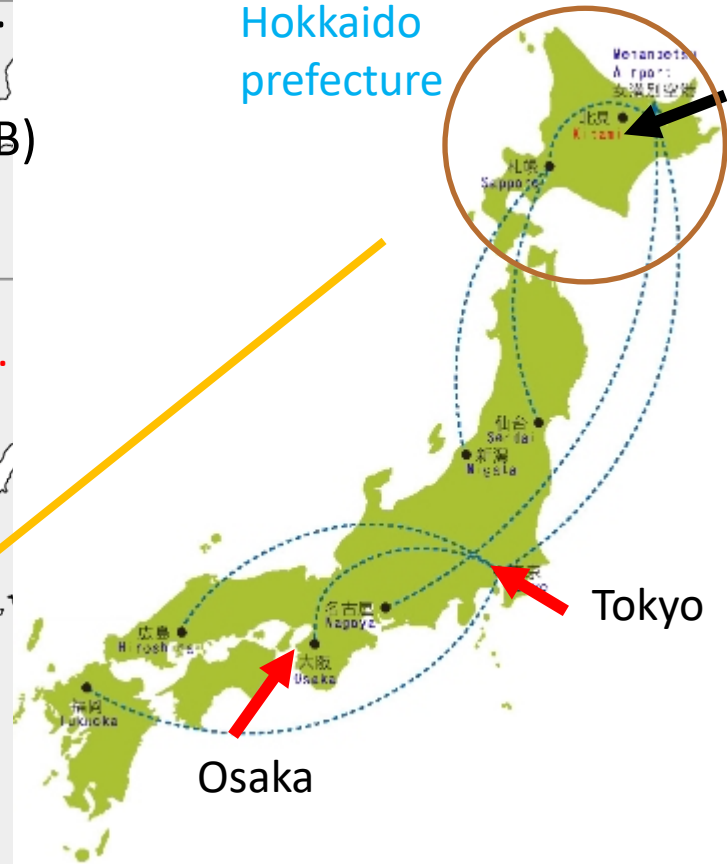 Hokkaido
prefecture
B)
Memanbetsu
Airport
女満別空港
北見
Kitami
札幌
Sapporo
仙台
Sendai
新潟
京
Tokyo
名古屋
Nagoya
広島
Hiroshima
大阪
Osaka
福岡
Fukuoka
Osaka